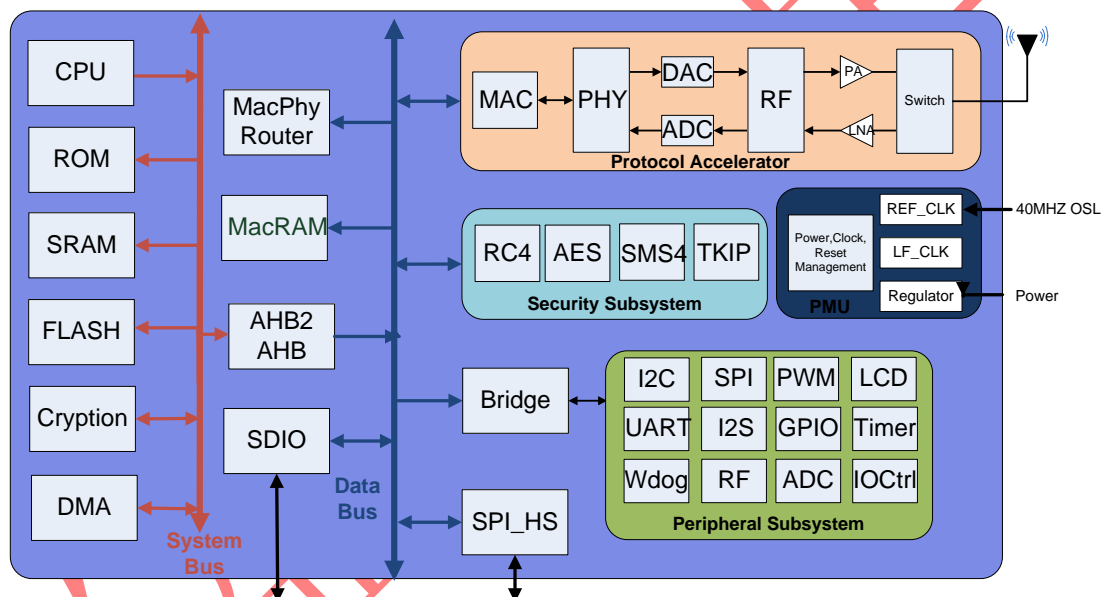 CPU
ROM
SRAM
FLASH
Cryption
DMA
System
Bus
MacPhy
Router
MacRAM
AHB2
AHB
SDIO
Data
Bus
MAC
PHY
DAC
ADC
RF
PA
LNA
Switch
Protocol Accelerator
RC4 AES SMS4 TKIP
Security Subsystem
Power,Clock,
Reset
Management
REF_CLK
LF_CLK
Regulator
PMU
40MHZ OSL
Power
Bridge
SPI_HS
I2C SPI PWM LCD
UART I2S GPIO Timer
Wdog RF ADC IOCtrl
Peripheral Subsystem